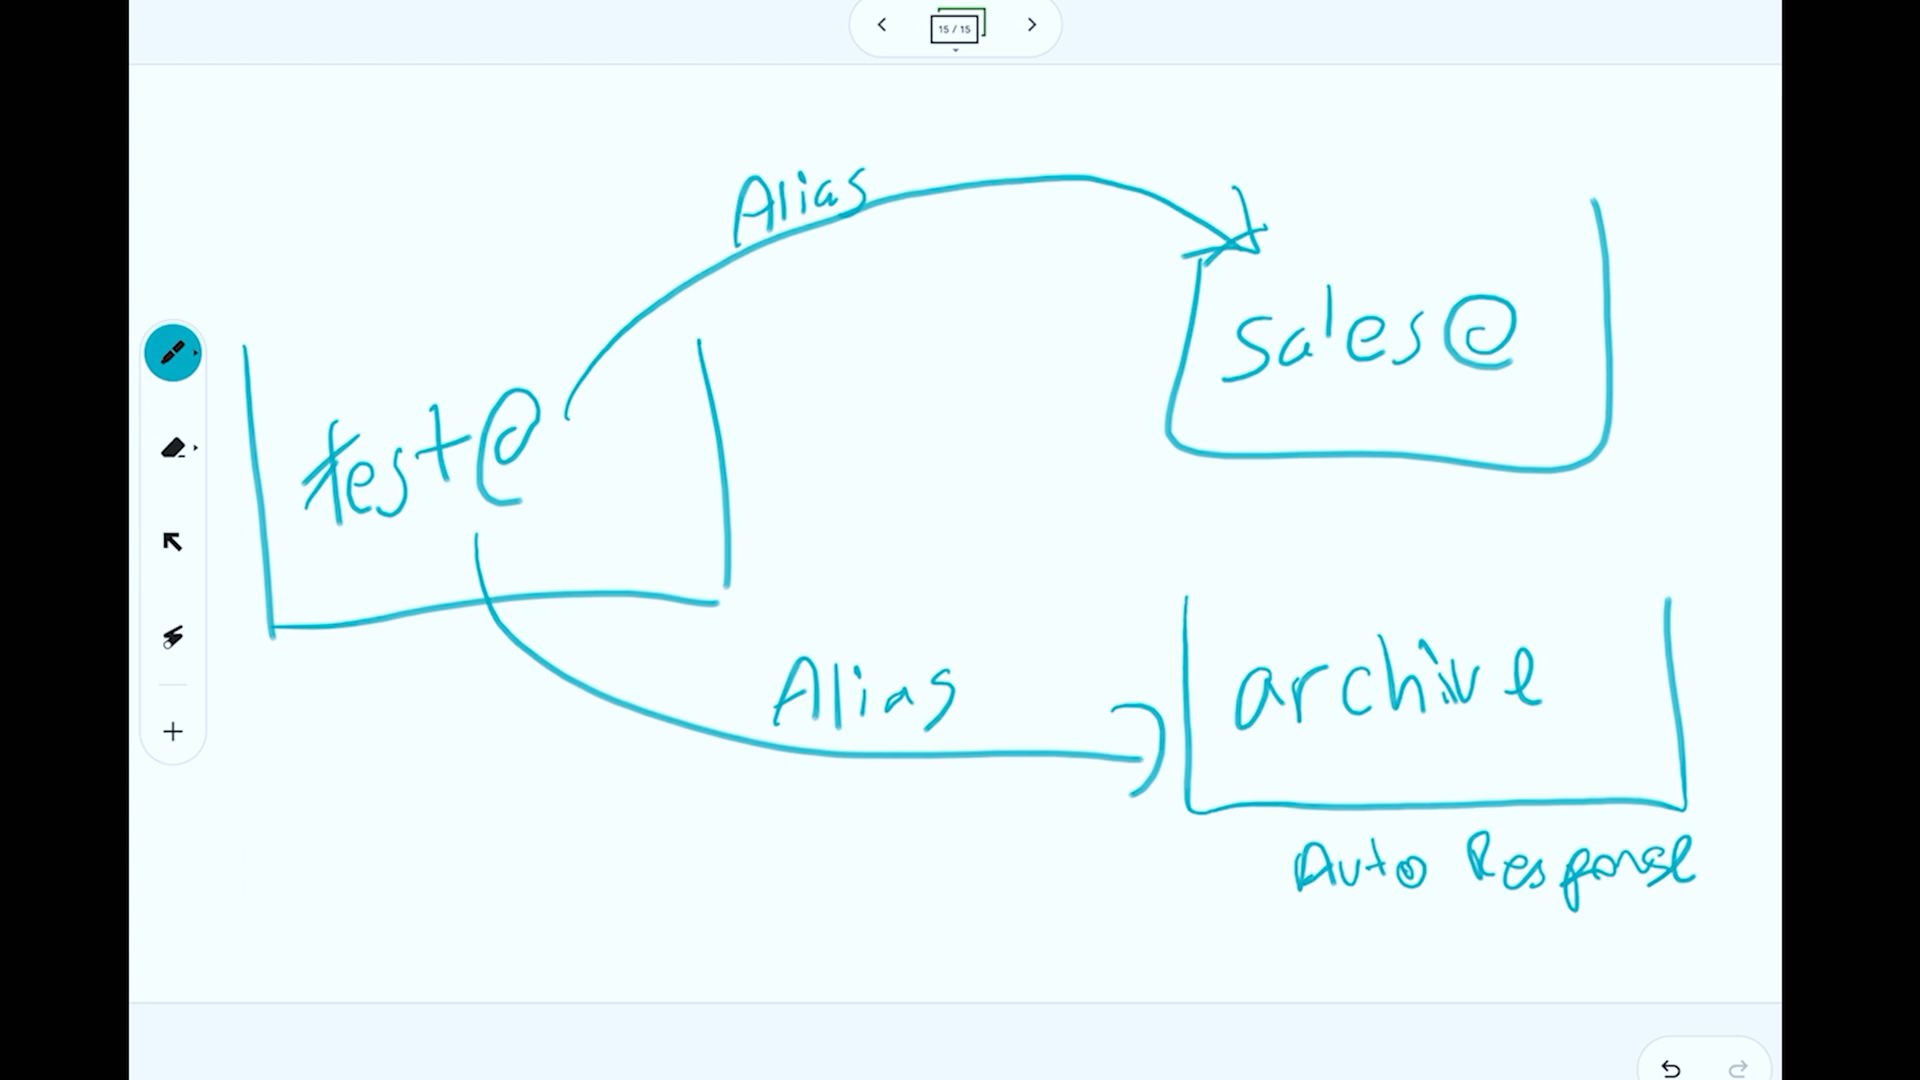 15 / 15
Alias
sales@
test@
Alias
archive
Auto Response